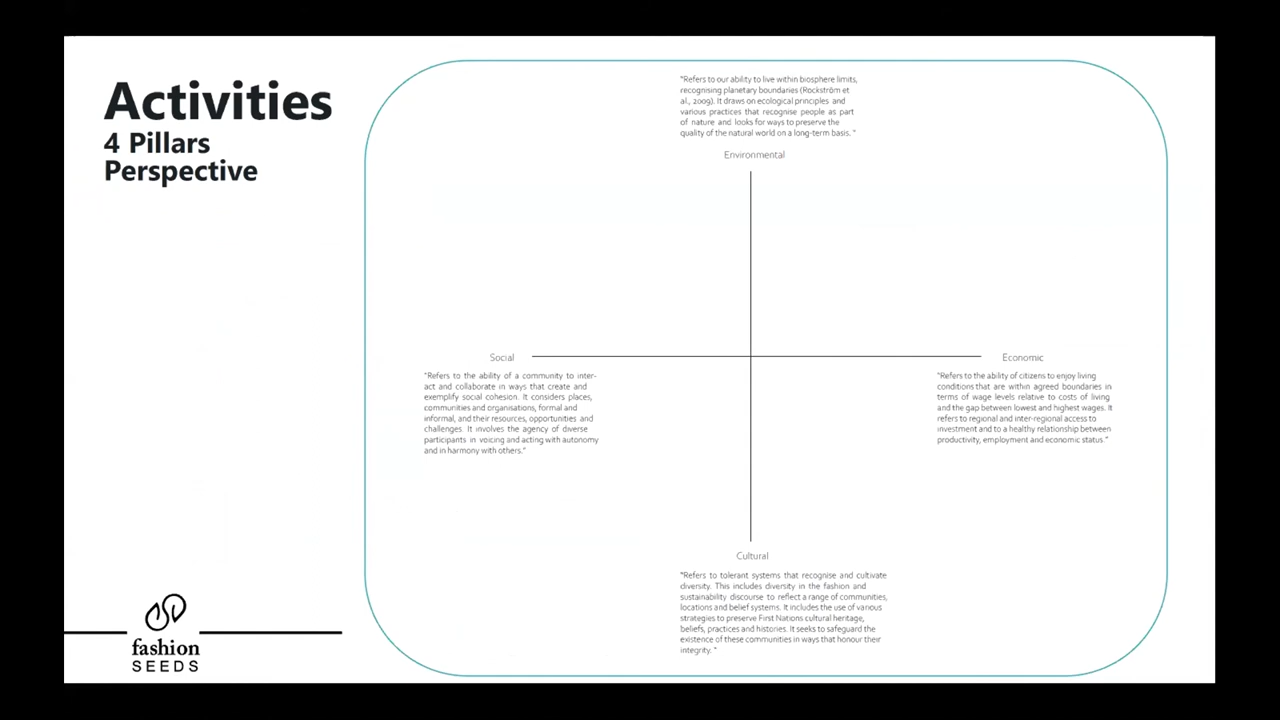 Activities
4 Pillars
Perspective
"Refers to our ability to live within biosphere limits,
recognising planetary boundaries (Rockström et
al., 2009). It draws on ecological principles and
various practices that recognise people as part
of nature and looks for ways to preserve the
quality of the natural world on a long-term basis. "
Environmental
Social
"Refers to the ability of a community to inter-
act and collaborate in ways that create and
exemplify social cohesion. It considers places,
communities and organisations, formal and
informal, and their resources, opportunities and
challenges. It involves the agency of diverse
participants in voicing and acting with autonomy
and in harmony with others."
Economic
"Refers to the ability of citizens to enjoy living
conditions that are within agreed boundaries in
terms of wage levels relative to costs of living
and the gap between lowest and highest wages. It
refers to regional and inter-regional access to
investment and to a healthy relationship between
productivity, employment and economic status."
Cultural
"Refers to tolerant systems that recognise and cultivate
diversity. This includes diversity in the fashion and
sustainability discourse to reflect a range of communities,
locations and belief systems. It includes the use of various
strategies to preserve First Nations cultural heritage,
beliefs, practices and histories. It seeks to safeguard the
existence of these communities in ways that honour their
integrity. "
fashion
SEEDS